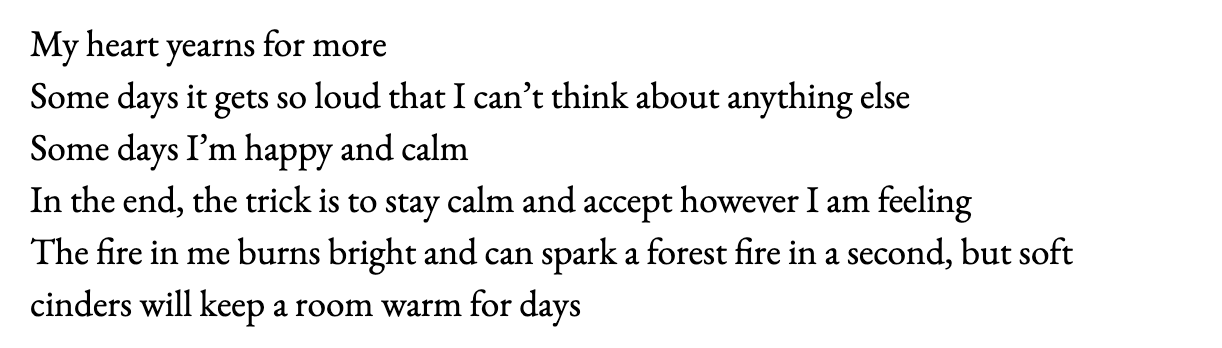 My heart yearns for more
Some days it gets so loud that I can’t think about anything else
Some days I’m happy and calm
In the end, the trick is to stay calm and accept however I am feeling
The fire in me burns bright and can spark a forest fire in a second, but soft
cinders will keep a room warm for days